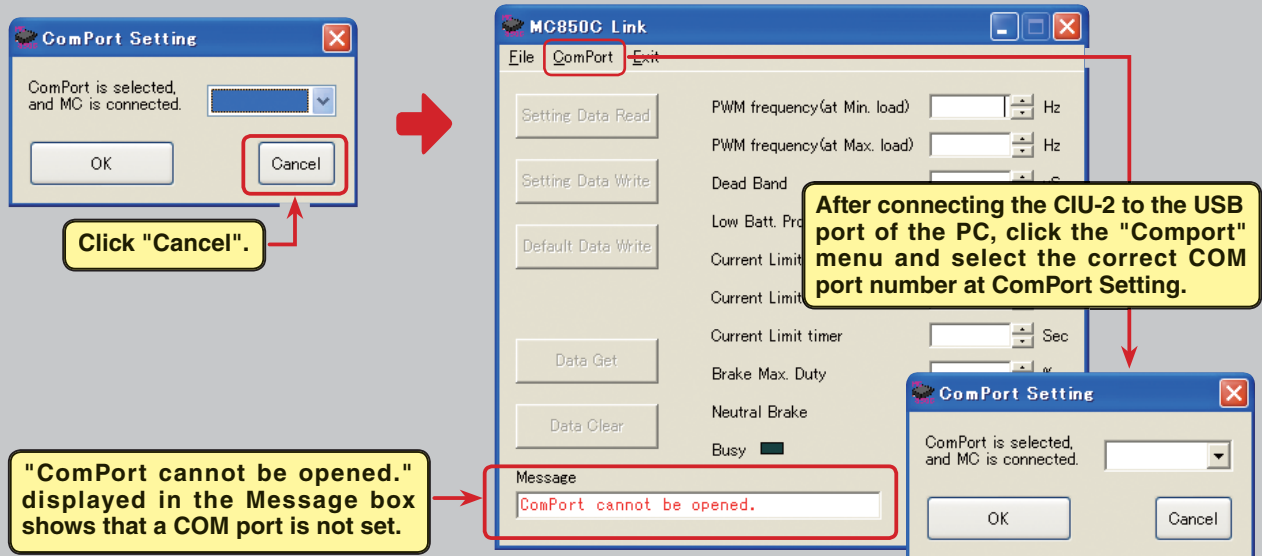 ComPort Setting
ComPort is selected,
and MC is connected.
OK
Cancel
Click "Cancel".
MC850C Link
File ComPort Exit
Setting Data Read
Setting Data Write
Default Data Write
Data Get
Data Clear
PWM frequency(at Min. load) Hz
PWM frequency(at Max. load) Hz
Dead Band
Low Batt. Pro
Current Limit
Current Limit
Current Limit timer Sec
Brake Max. Duty %
Neutral Brake
Busy
Message
ComPort cannot be opened.
After connecting the CIU-2 to the USB
port of the PC, click the "Comport"
menu and select the correct COM
port number at ComPort Setting.
"ComPort cannot be opened."
displayed in the Message box
shows that a COM port is not set.
ComPort Setting
ComPort is selected,
and MC is connected.
OK
Cancel